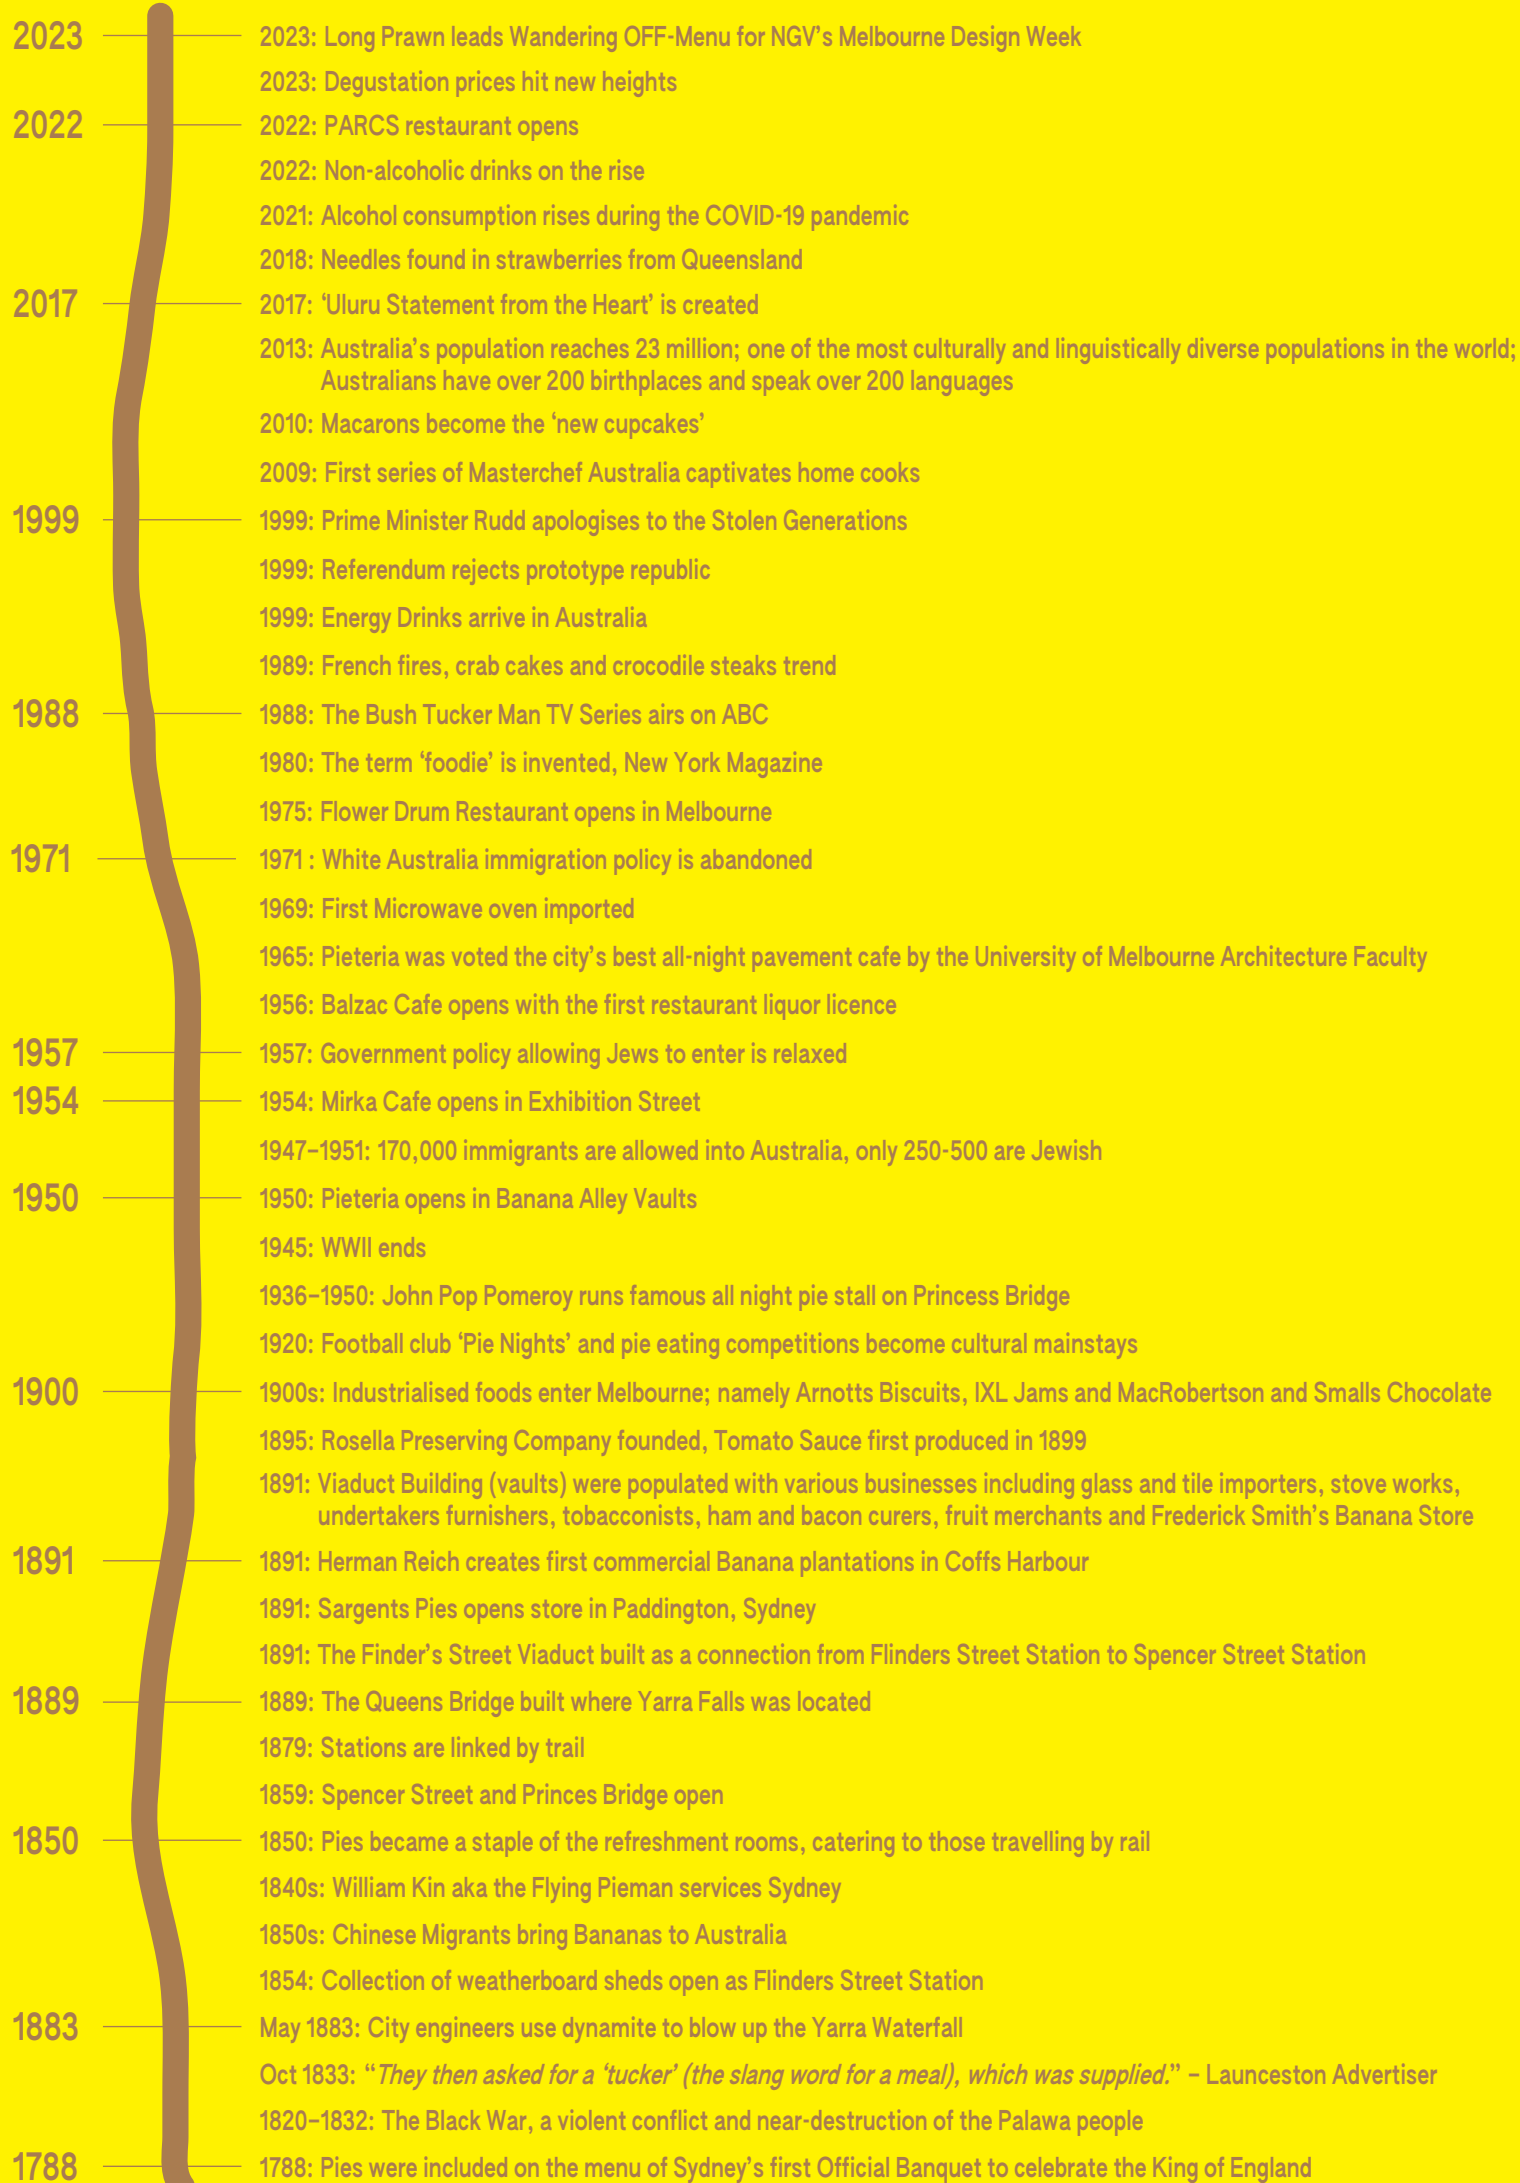 2023
2023: Long Prawn leads Wandering OFF-Menu for NGV’s Melbourne Design Week
2023: Degustation prices hit new heights
2022
2022: PARCS restaurant opens
2022: Non-alcoholic drinks on the rise
2021: Alcohol consumption rises during the COVID-19 pandemic
2018: Needles found in strawberries from Queensland
2017
2017: ‘Uluru Statement from the Heart’ is created
2013: Australia’s population reaches 23 million; one of the most culturally and linguistically diverse populations in the world;
Australians have over 200 birthplaces and speak over 200 languages
2010: Macarons become the ‘new cupcakes’
2009: First series of Masterchef Australia captivates home cooks
1999
1999: Prime Minister Rudd apologises to the Stolen Generations
1999: Referendum rejects prototype republic
1999: Energy Drinks arrive in Australia
1989: French fires, crab cakes and crocodile steaks trend
1988
1988: The Bush Tucker Man TV Series airs on ABC
1980: The term ‘foodie’ is invented, New York Magazine
1975: Flower Drum Restaurant opens in Melbourne
1971
1971 : White Australia immigration policy is abandoned
1969: First Microwave oven imported
1965: Pieteria was voted the city’s best all-night pavement cafe by the University of Melbourne Architecture Faculty
1956: Balzac Cafe opens with the first restaurant liquor licence
1957
1957: Government policy allowing Jews to enter is relaxed
1954
1954: Mirka Cafe opens in Exhibition Street
1947–1951: 170,000 immigrants are allowed into Australia, only 250-500 are Jewish
1950
1950: Pieteria opens in Banana Alley Vaults
1945: WWII ends
1936–1950: John Pop Pomeroy runs famous all night pie stall on Princess Bridge
1920: Football club ‘Pie Nights’ and pie eating competitions become cultural mainstays
1900
1900s: Industrialised foods enter Melbourne; namely Arnotts Biscuits, IXL Jams and MacRobertson and Smalls Chocolate
1895: Rosella Preserving Company founded, Tomato Sauce first produced in 1899
1891: Viaduct Building (vaults) were populated with various businesses including glass and tile importers, stove works,
undertakers furnishers, tobacconists, ham and bacon curers, fruit merchants and Frederick Smith’s Banana Store
1891
1891: Herman Reich creates first commercial Banana plantations in Coffs Harbour
1891: Sargents Pies opens store in Paddington, Sydney
1891: The Finder’s Street Viaduct built as a connection from Flinders Street Station to Spencer Street Station
1889
1889: The Queens Bridge built where Yarra Falls was located
1879: Stations are linked by trail
1859: Spencer Street and Princes Bridge open
1850
1850: Pies became a staple of the refreshment rooms, catering to those travelling by rail
1840s: William Kin aka the Flying Pieman services Sydney
1850s: Chinese Migrants bring Bananas to Australia
1854: Collection of weatherboard sheds open as Flinders Street Station
1883
May 1883: City engineers use dynamite to blow up the Yarra Waterfall
Oct 1833: “They then asked for a ‘tucker’ (the slang word for a meal), which was supplied.” – Launceston Advertiser
1820–1832: The Black War, a violent conflict and near-destruction of the Palawa people
1788
1788: Pies were included on the menu of Sydney’s first Official Banquet to celebrate the King of England